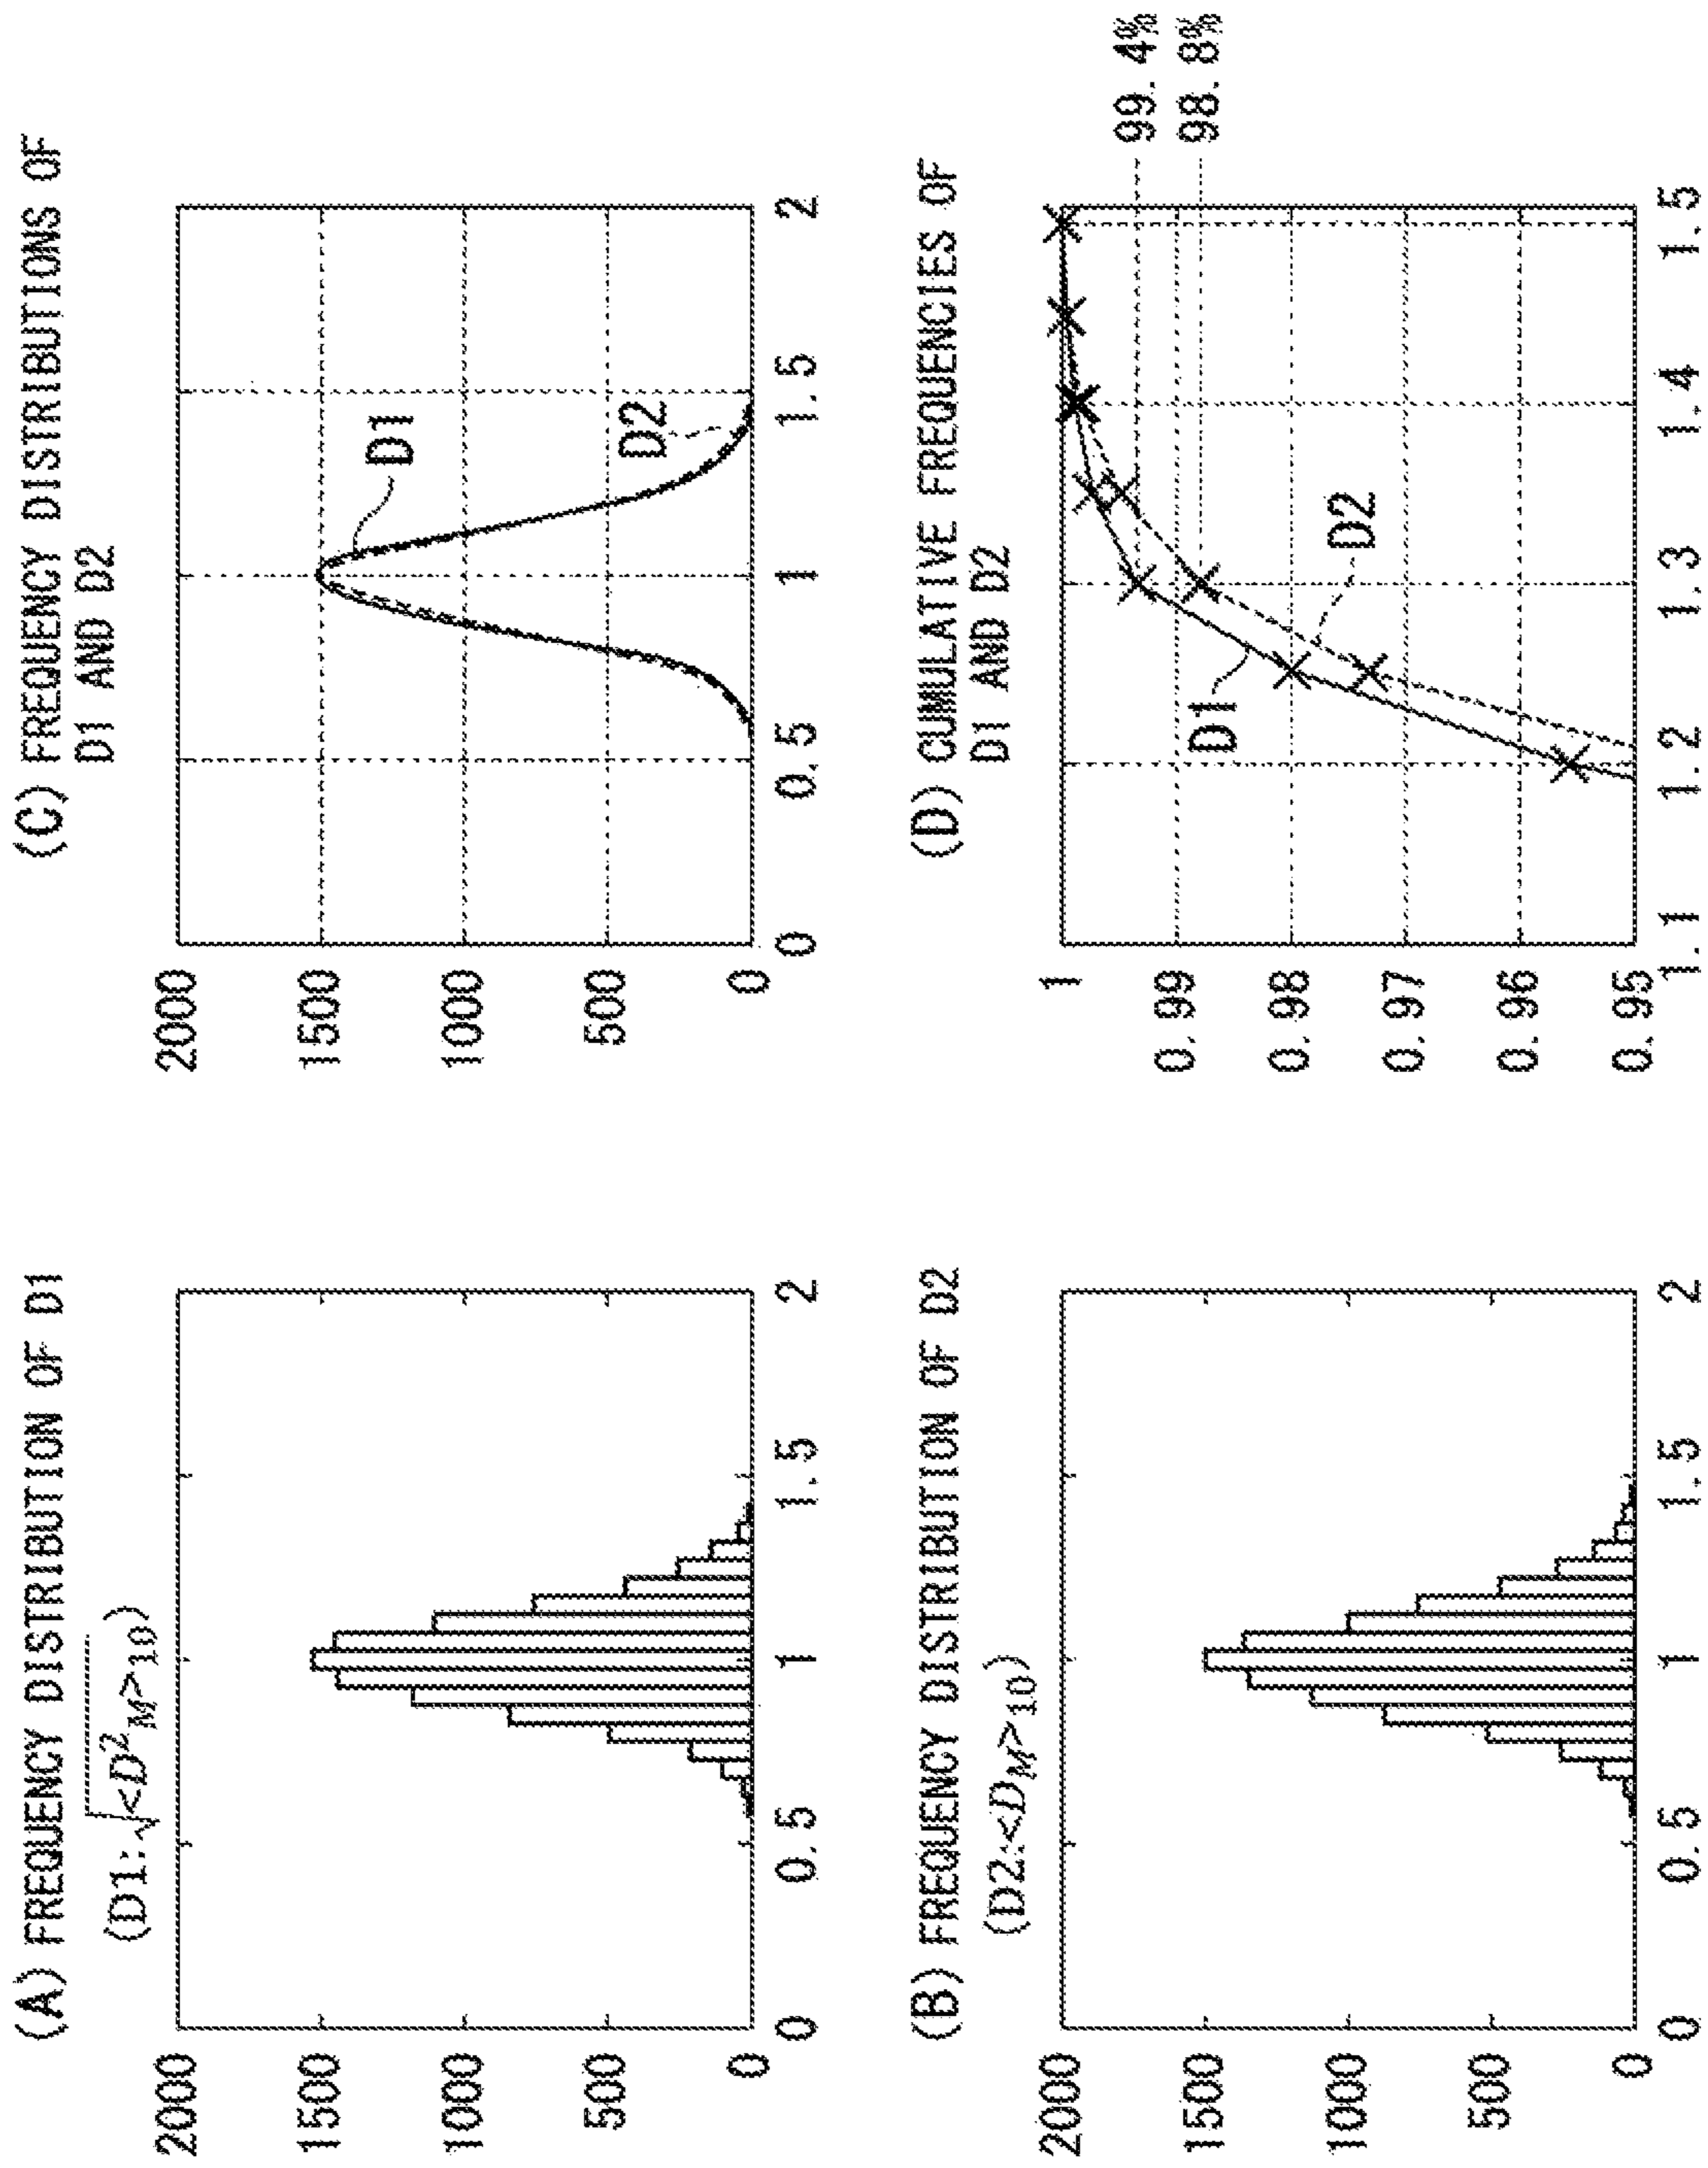 (A) FREQUENCY DISTRIBUTION OF D1
(D1:√<D²M>10)
2000
1500
1000
500
0
0 0.5 1 1.5 2
(B) FREQUENCY DISTRIBUTION OF D2
(D2:<DM>10)
2000
1500
1000
500
0
0 0.5 1 1.5 2
(C) FREQUENCY DISTRIBUTIONS OF
D1 AND D2
2000
1500
1000
500
0
D1
D2
0 0.5 1 1.5 2
(D) CUMULATIVE FREQUENCIES OF
D1 AND D2
1
0.99
0.98
0.97
0.96
0.95
99.4%
98.8%
D1
D2
1.1 1.2 1.3 1.4 1.5